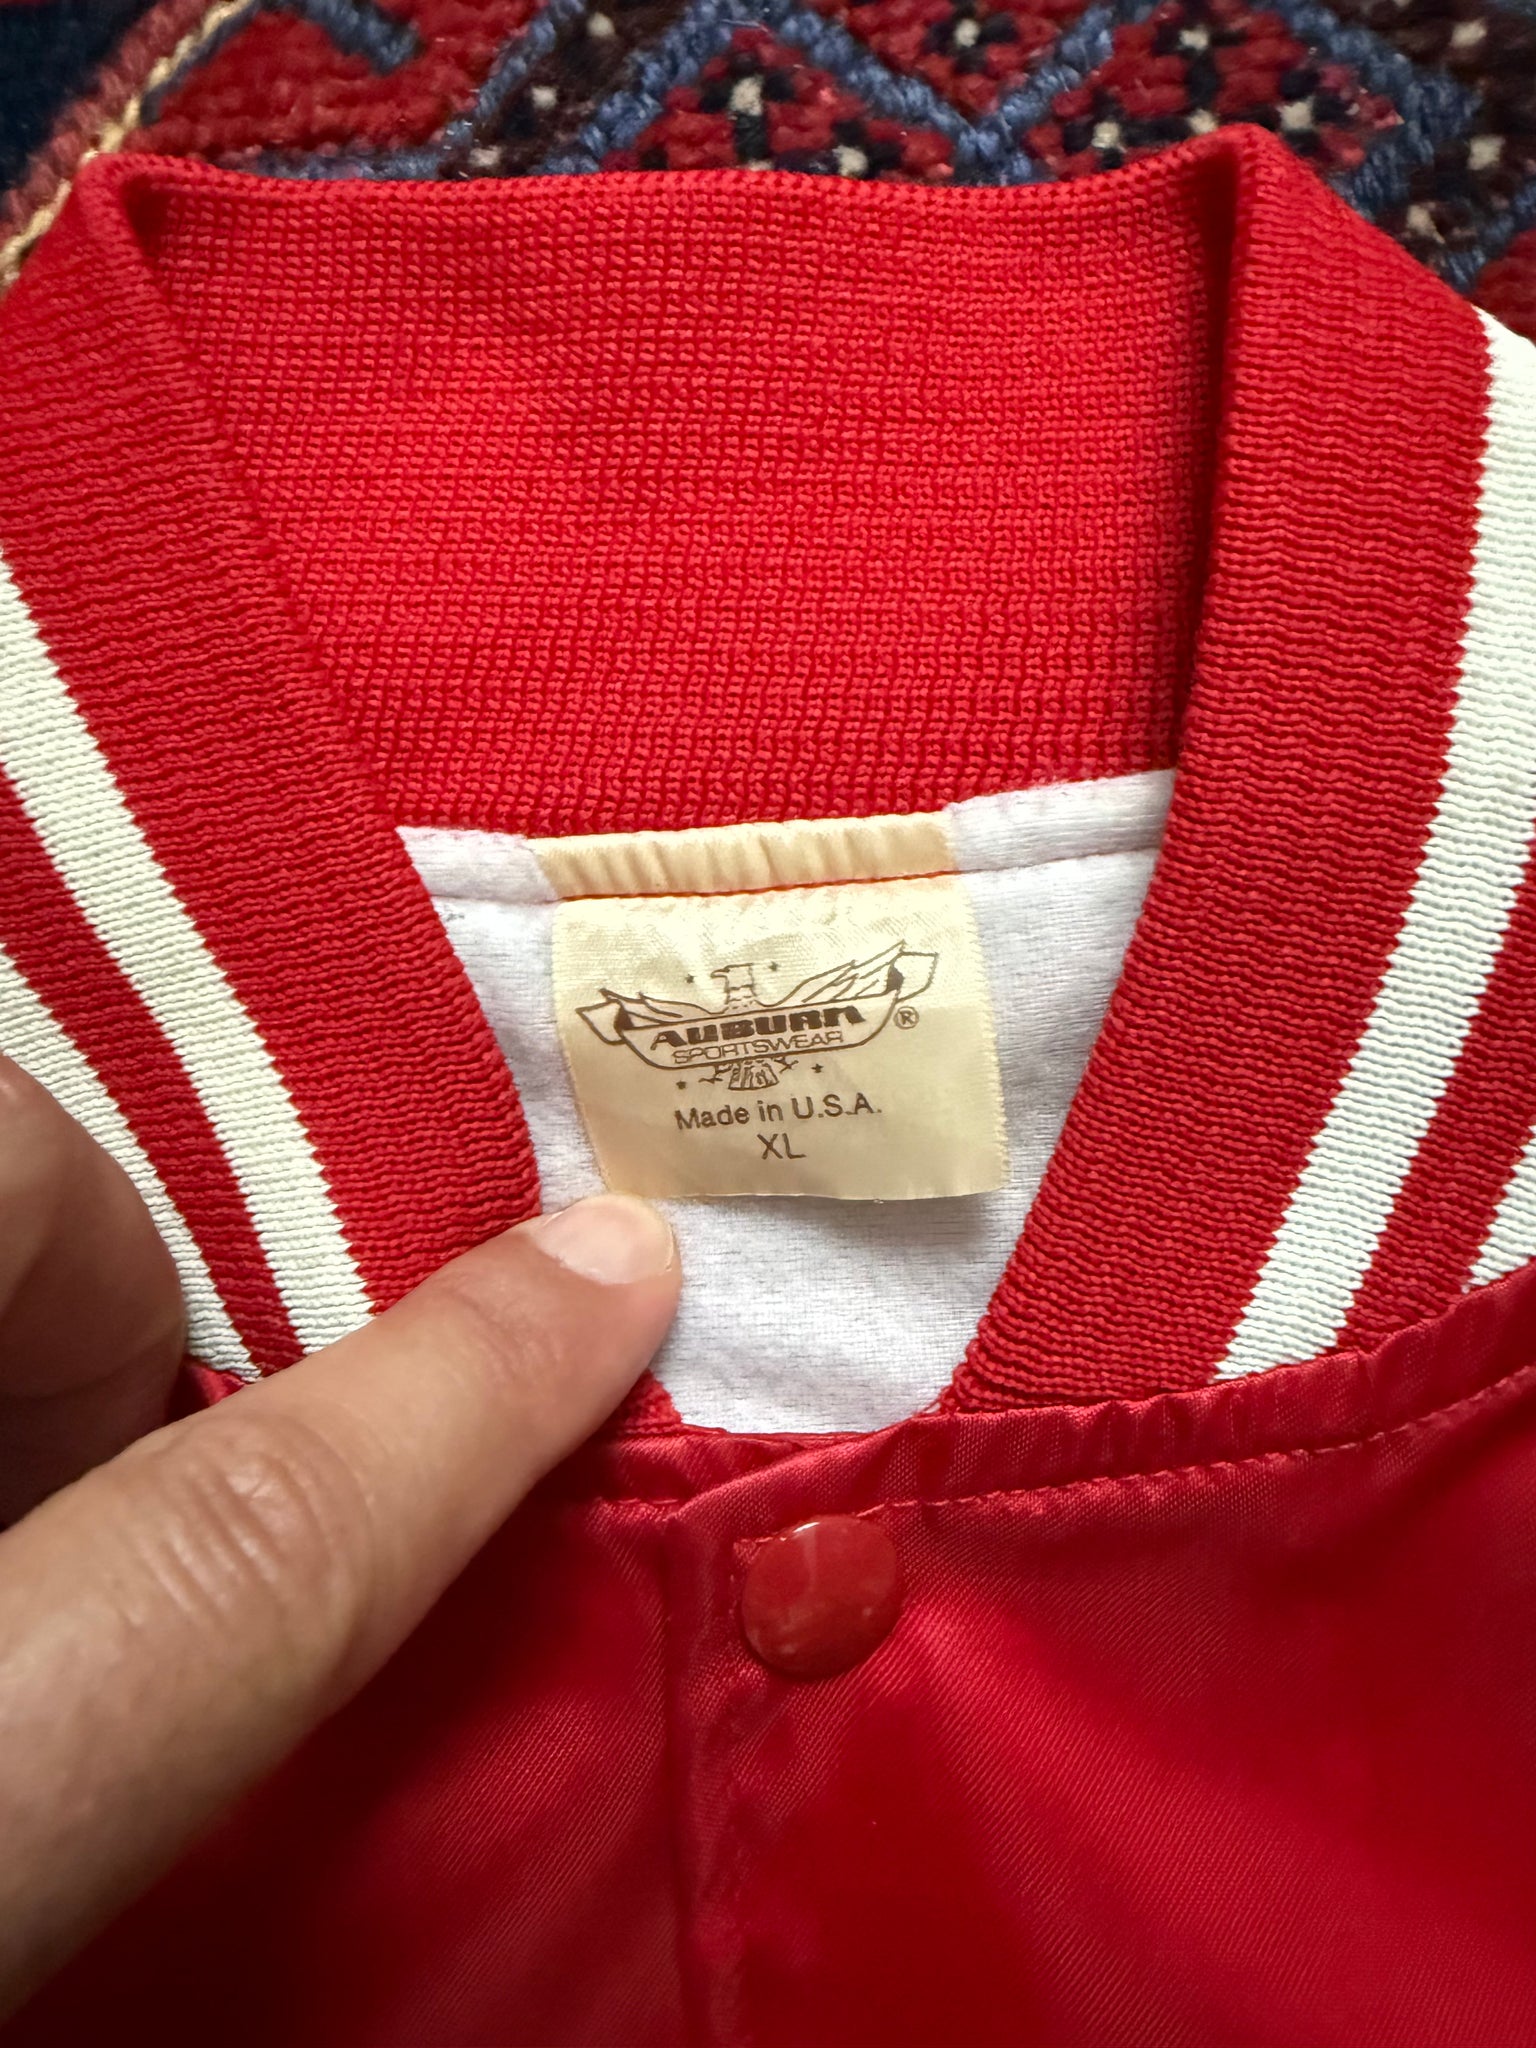 AUBURN
SPORTSWEAR
®
Made in U.S.A.
XL